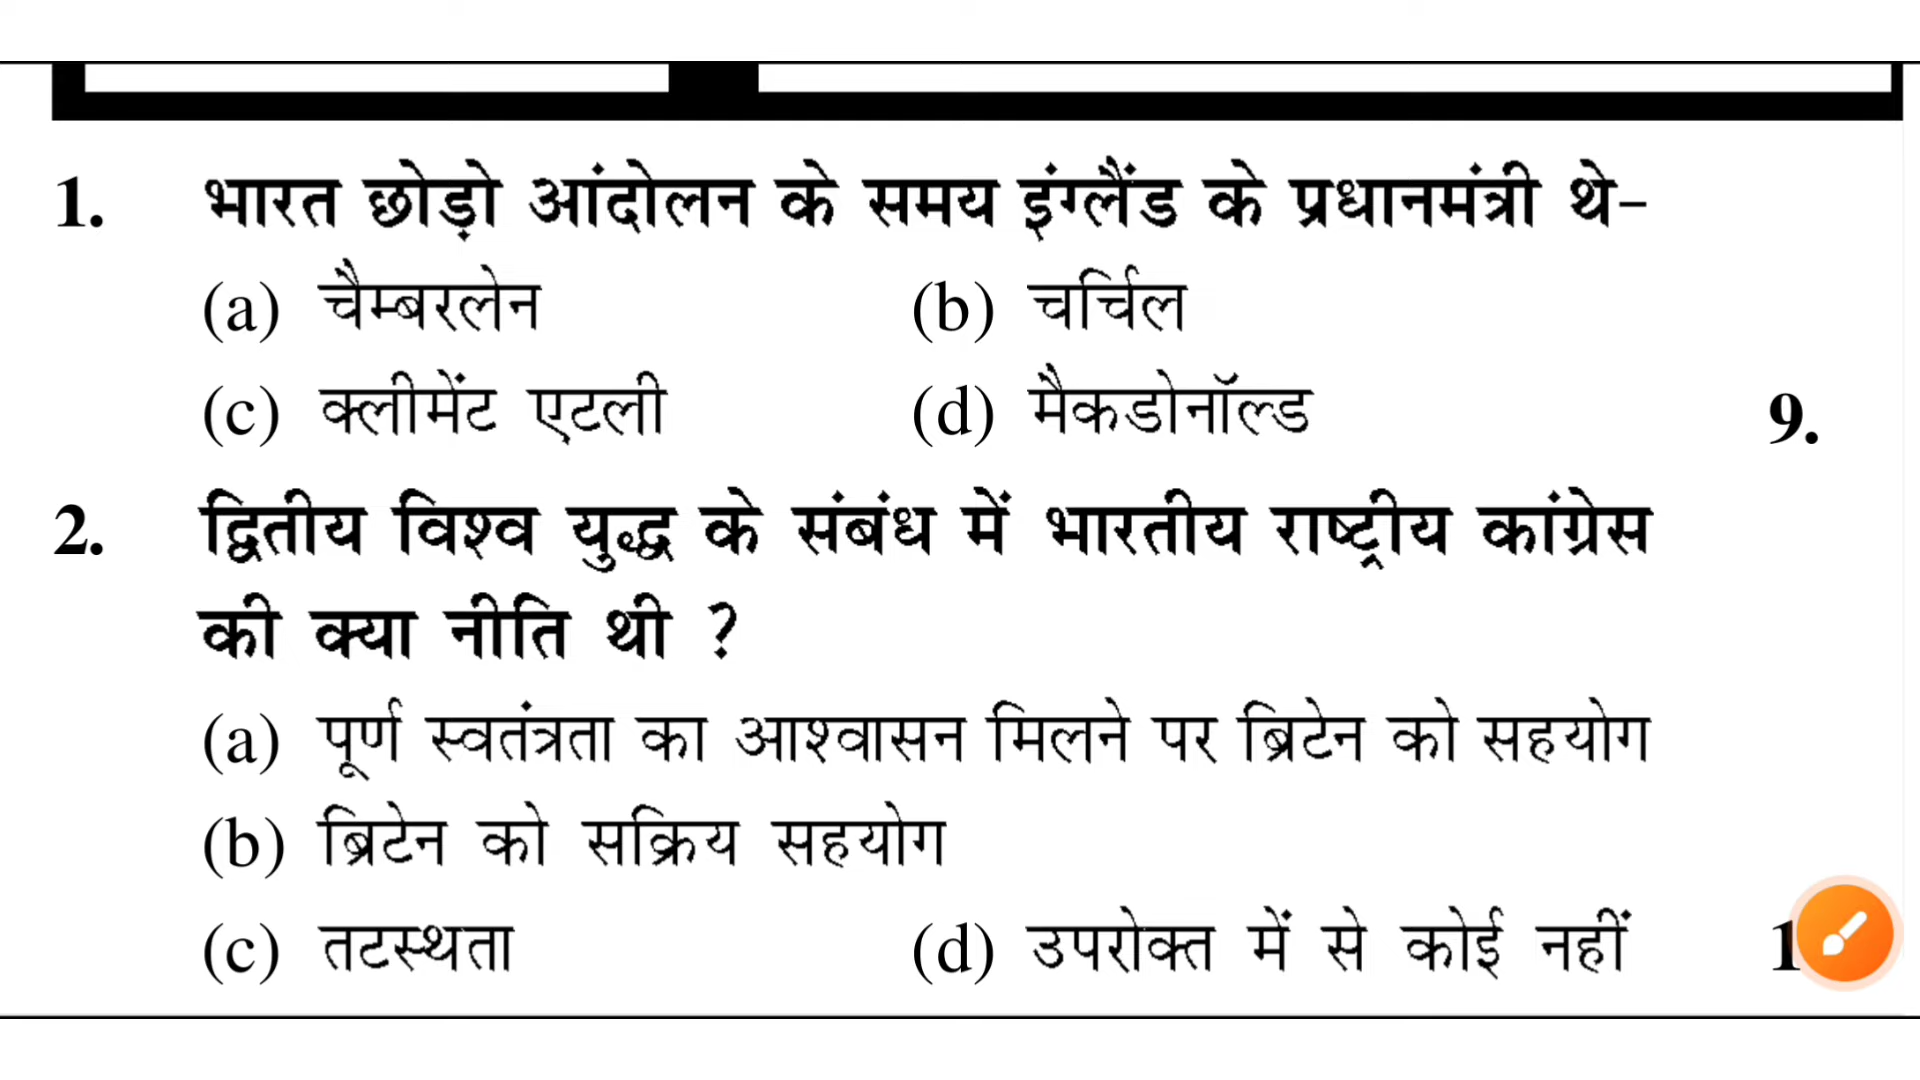 1. भारत छोड़ो आंदोलन के समय इंग्लैंड के प्रधानमंत्री थे-
(a) चैम्बरलेन (b) चर्चिल
(c) क्लीमेंट एटली (d) मैकडोनॉल्ड
9.
2. द्वितीय विश्व युद्ध के संबंध में भारतीय राष्ट्रीय कांग्रेस
की क्या नीति थी ?
(a) पूर्ण स्वतंत्रता का आश्वासन मिलने पर ब्रिटेन को सहयोग
(b) ब्रिटेन को सक्रिय सहयोग
(c) तटस्थता (d) उपरोक्त में से कोई नहीं